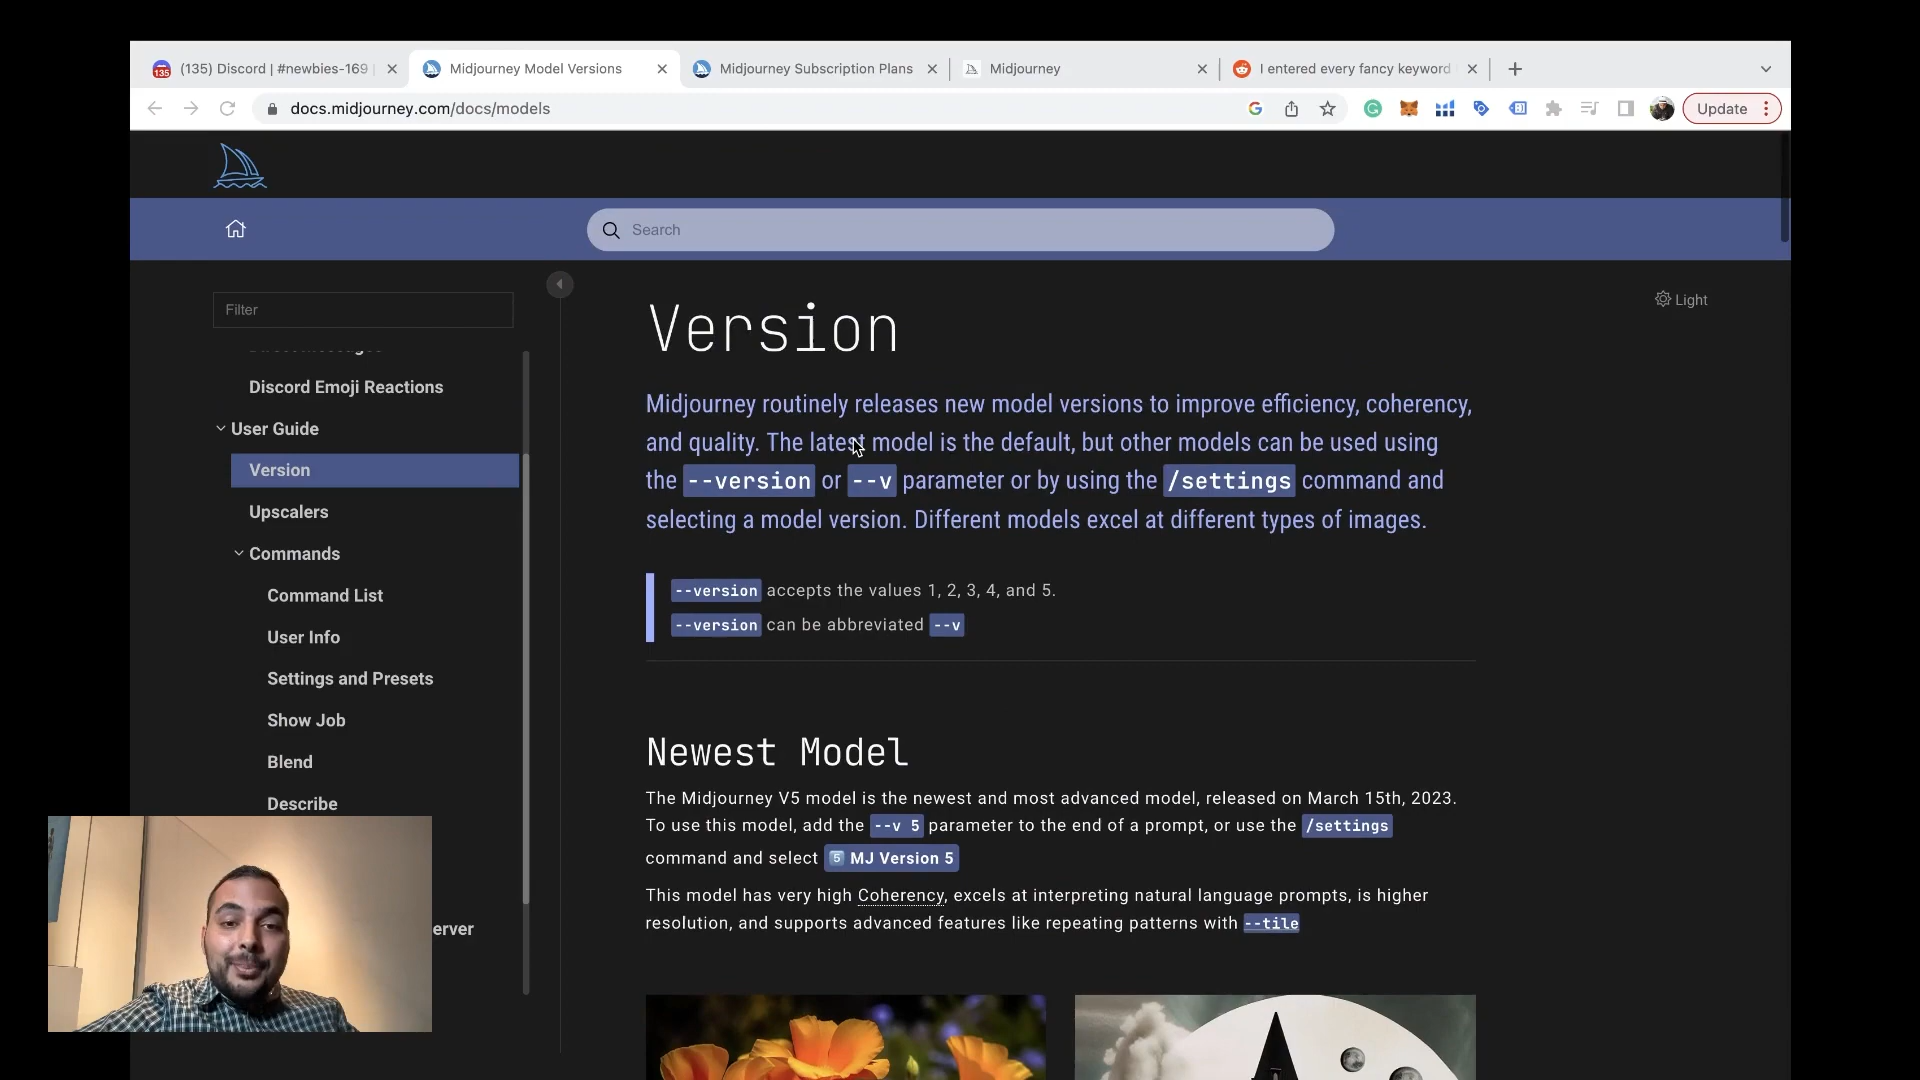 135
(135) Discord | #newbies-169
Midjourney Model Versions
Midjourney Subscription Plans
Midjourney
I entered every fancy keyword
docs.midjourney.com/docs/models
Update
Search
Filter
Light
Discord Emoji Reactions
User Guide
Version
Upscalers
Commands
Command List
User Info
Settings and Presets
Show Job
Blend
Describe
erver
Version
Midjourney routinely releases new model versions to improve efficiency, coherency,
and quality. The latest model is the default, but other models can be used using
the --version or --v parameter or by using the /settings command and
selecting a model version. Different models excel at different types of images.
--version accepts the values 1, 2, 3, 4, and 5.
--version can be abbreviated --v
Newest Model
The Midjourney V5 model is the newest and most advanced model, released on March 15th, 2023.
To use this model, add the --v 5 parameter to the end of a prompt, or use the /settings
command and select 5 MJ Version 5
This model has very high Coherency, excels at interpreting natural language prompts, is higher
resolution, and supports advanced features like repeating patterns with --tile